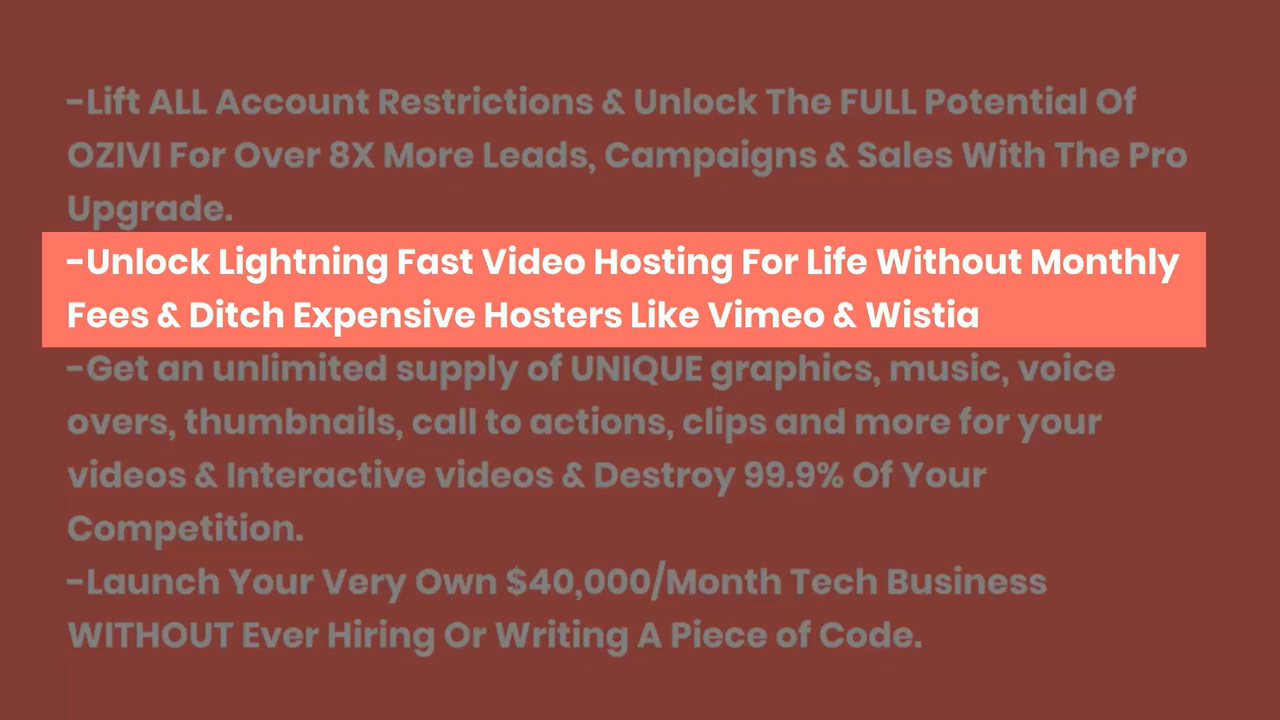 -Lift ALL Account Restrictions & Unlock The FULL Potential Of
OZIVI For Over 8X More Leads, Campaigns & Sales With The Pro
Upgrade.
-Unlock Lightning Fast Video Hosting For Life Without Monthly
Fees & Ditch Expensive Hosters Like Vimeo & Wistia
-Get an unlimited supply of UNIQUE graphics, music, voice
overs, thumbnails, call to actions, clips and more for your
videos & Interactive videos & Destroy 99.9% Of Your
Competition.
-Launch Your Very Own $40,000/Month Tech Business
WITHOUT Ever Hiring Or Writing A Piece of Code.